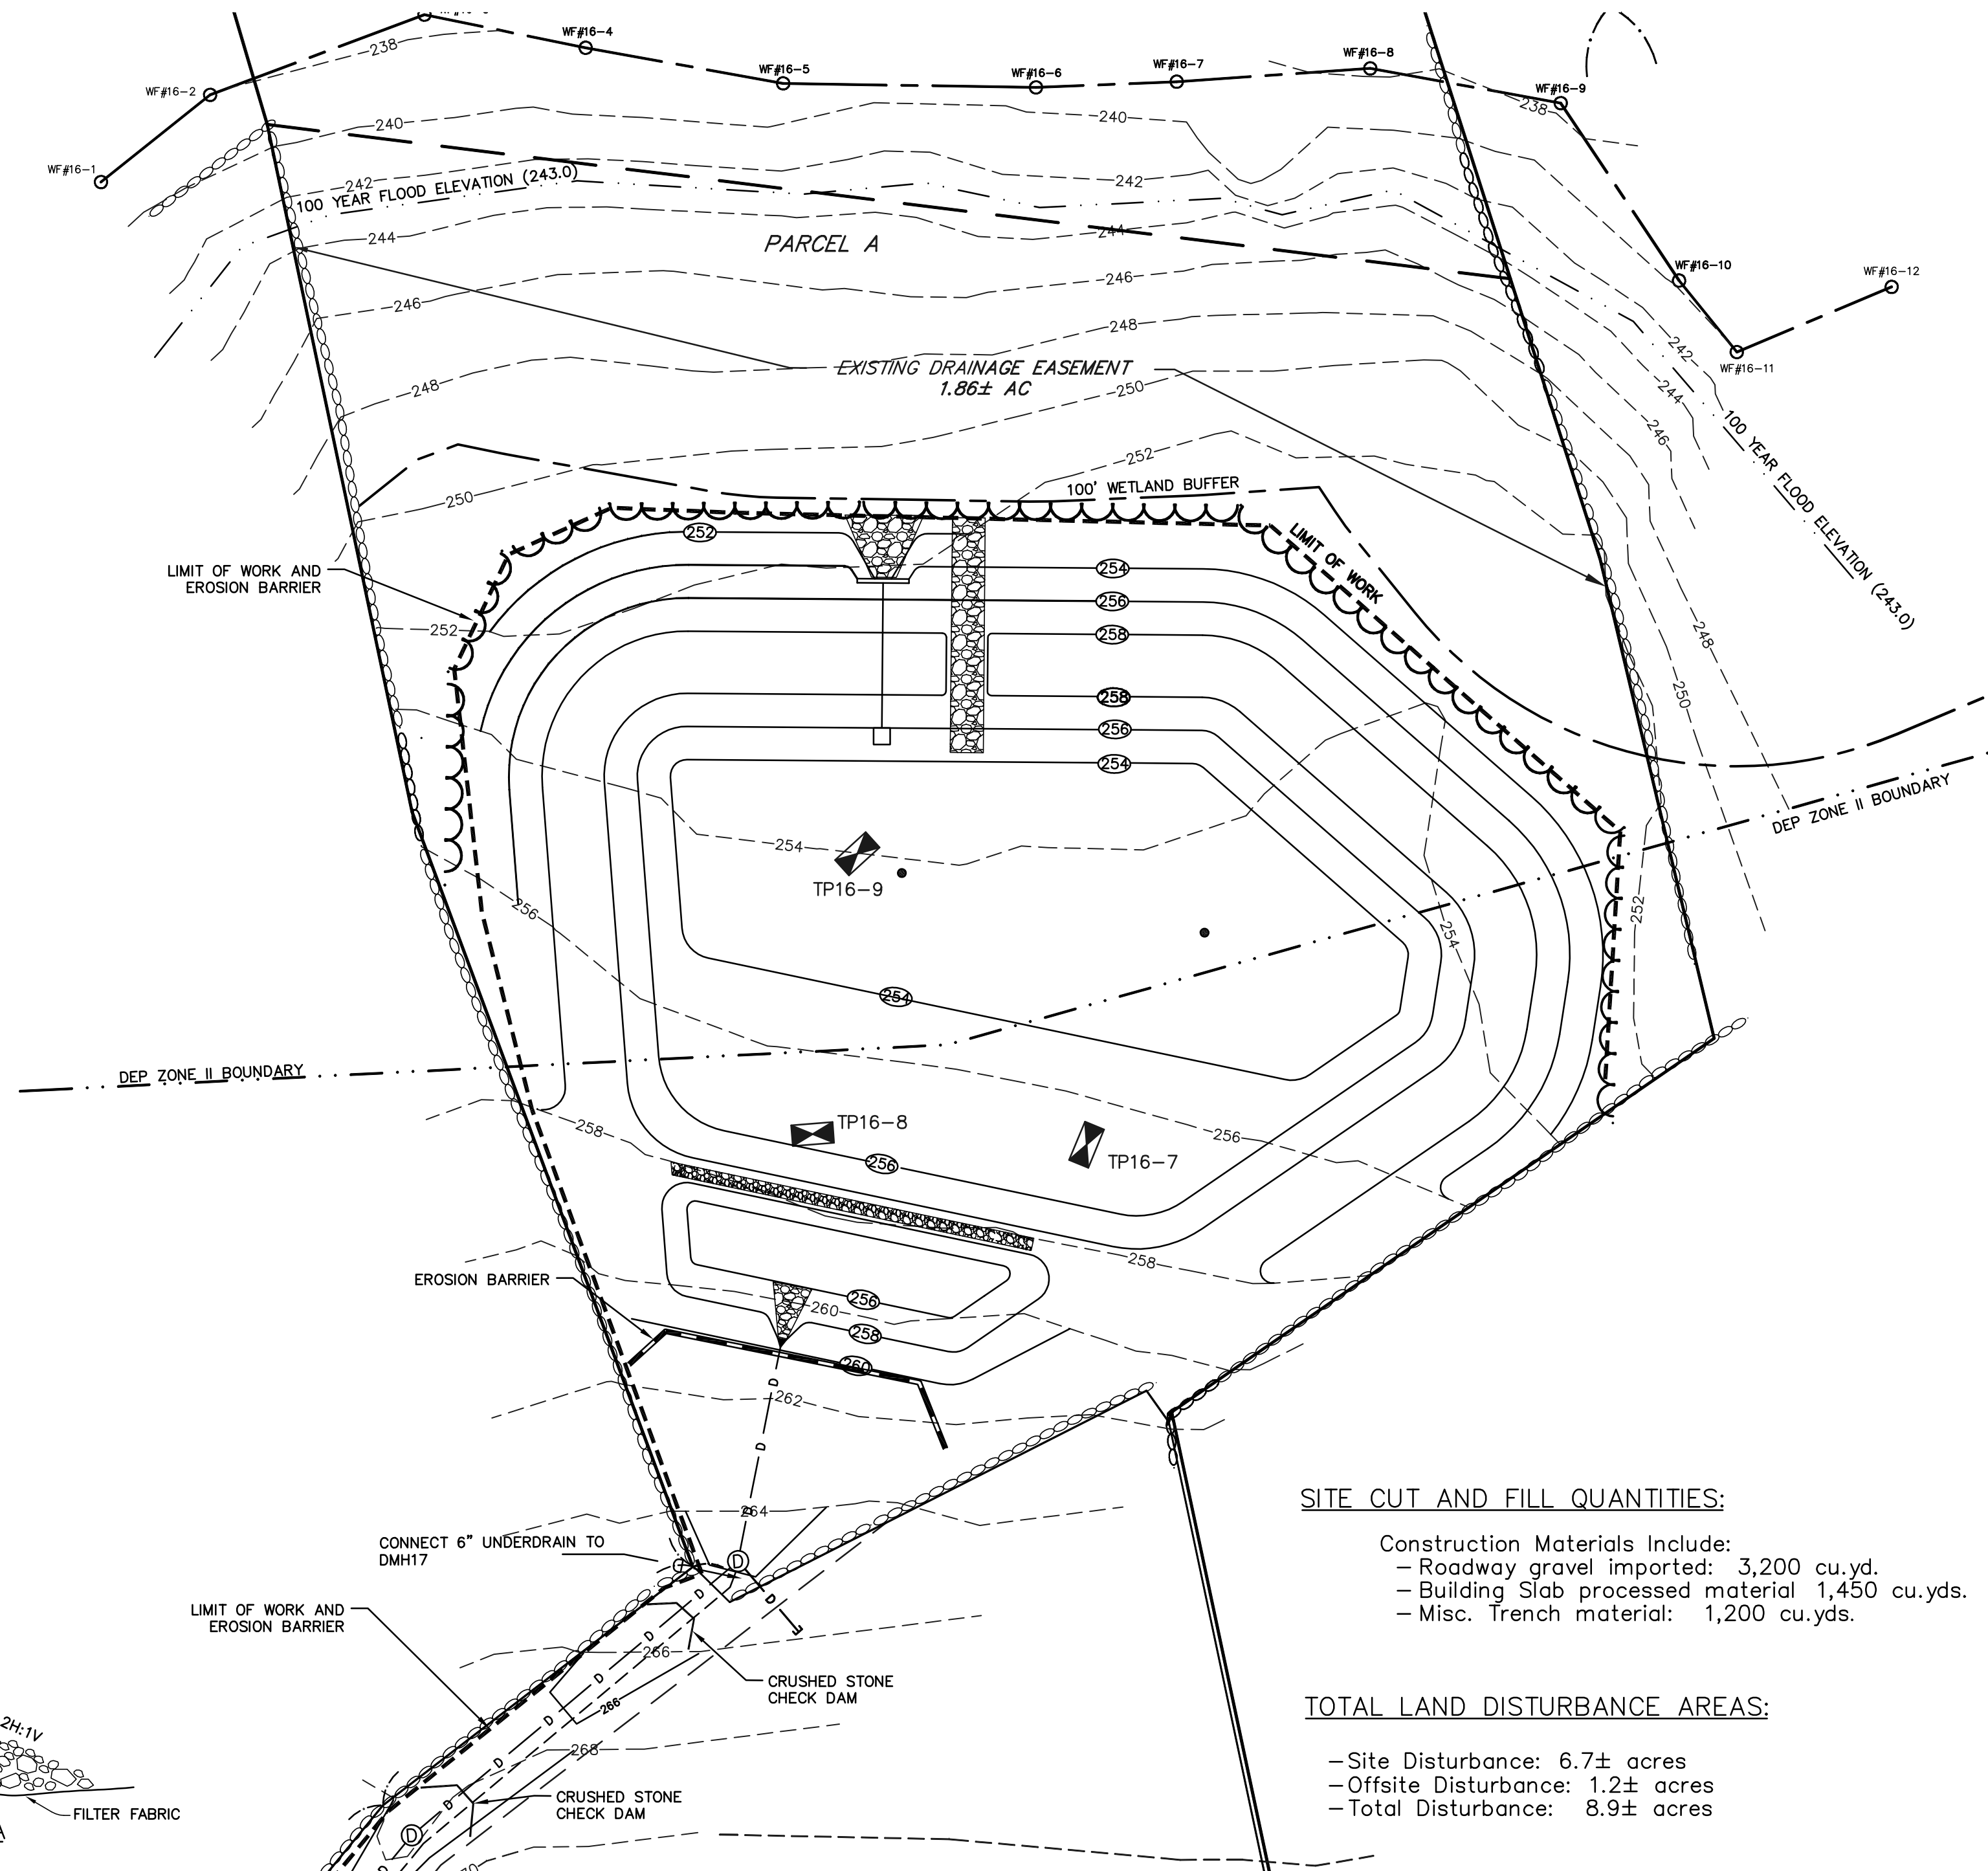 WF#16-4
238
WF#16-5
WF#16-6
WF#16-7
WF#16-8
WF#16-9
238
WF#16-2
240
240
WF#16-1
242
242
100 YEAR FLOOD ELEVATION (243.0)
244
244
PARCEL A
WF#16-10
WF#16-12
246
246
248
242
WF#16-11
EXISTING DRAINAGE EASEMENT
1.86± AC
248
250
244
246
100 YEAR FLOOD ELEVATION (243.0)
252
250
100' WETLAND BUFFER
LIMIT OF WORK
252
LIMIT OF WORK AND
EROSION BARRIER
254
256
252
258
248
250
258
256
254
DEP ZONE II BOUNDARY
254
TP16-9
256
252
254
254
DEP ZONE II BOUNDARY
258
TP16-8
256
256
TP16-7
258
EROSION BARRIER
256
260
258
260
D
262
D
SITE CUT AND FILL QUANTITIES:
Construction Materials Include:
- Roadway gravel imported: 3,200 cu.yd.
- Building Slab processed material 1,450 cu.yds.
- Misc. Trench material: 1,200 cu.yds.
D
264
CONNECT 6" UNDERDRAIN TO
DMH17
D
D
D
LIMIT OF WORK AND
EROSION BARRIER
D
266
D
CRUSHED STONE
CHECK DAM
266
D
2H:1V
268
D
TOTAL LAND DISTURBANCE AREAS:
-Site Disturbance: 6.7± acres
-Offsite Disturbance: 1.2± acres
-Total Disturbance: 8.9± acres
CRUSHED STONE
CHECK DAM
D
FILTER FABRIC
D
D